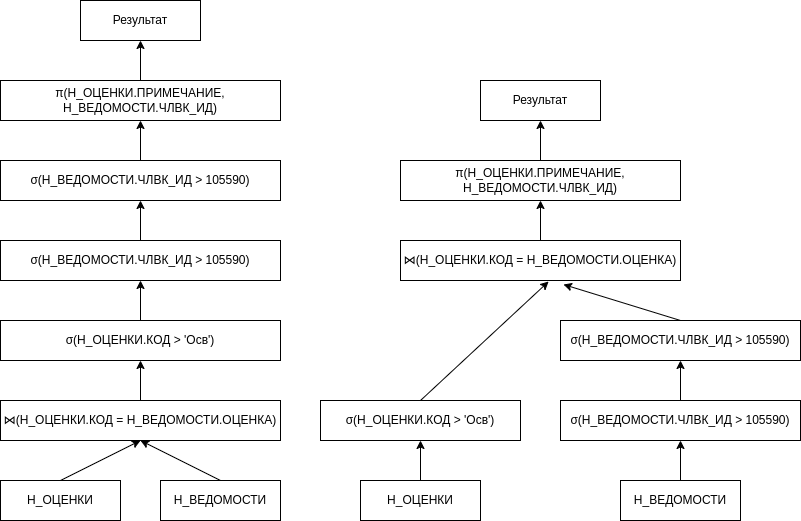 Результат
π(Н_ОЦЕНКИ.ПРИМЕЧАНИЕ,
Н_ВЕДОМОСТИ.ЧЛВК_ИД)
σ(Н_ВЕДОМОСТИ.ЧЛВК_ИД > 105590)
σ(Н_ВЕДОМОСТИ.ЧЛВК_ИД > 105590)
σ(Н_ОЦЕНКИ.КОД > 'Осв')
⋈(Н_ОЦЕНКИ.КОД = Н_ВЕДОМОСТИ.ОЦЕНКА)
Н_ОЦЕНКИ
Н_ВЕДОМОСТИ
Результат
π(Н_ОЦЕНКИ.ПРИМЕЧАНИЕ,
Н_ВЕДОМОСТИ.ЧЛВК_ИД)
⋈(Н_ОЦЕНКИ.КОД = Н_ВЕДОМОСТИ.ОЦЕНКА)
σ(Н_ВЕДОМОСТИ.ЧЛВК_ИД > 105590)
σ(Н_ОЦЕНКИ.КОД > 'Осв')
σ(Н_ВЕДОМОСТИ.ЧЛВК_ИД > 105590)
Н_ОЦЕНКИ
Н_ВЕДОМОСТИ